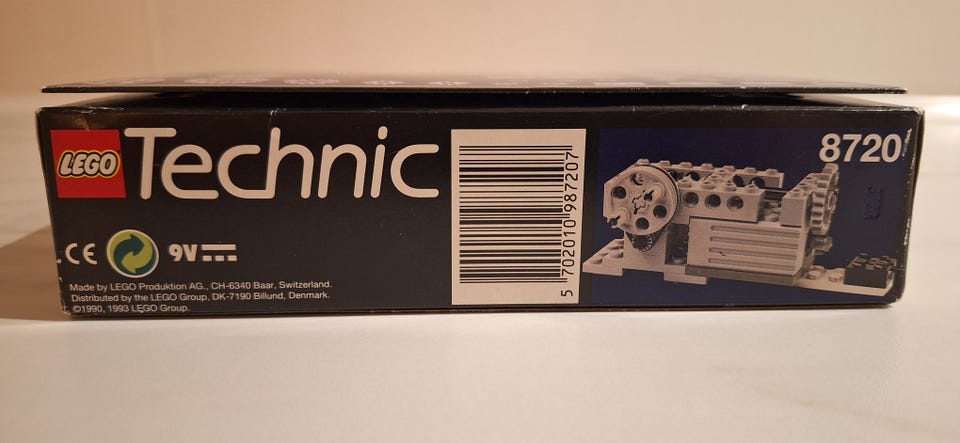 LEGO Technic
8720
CE 9V
5 702010 987207
Made by LEGO Produktion AG., CH-6340 Baar, Switzerland.
Distributed by the LEGO Group, DK-7190 Billund, Denmark.
©1990, 1993 LEGO Group.